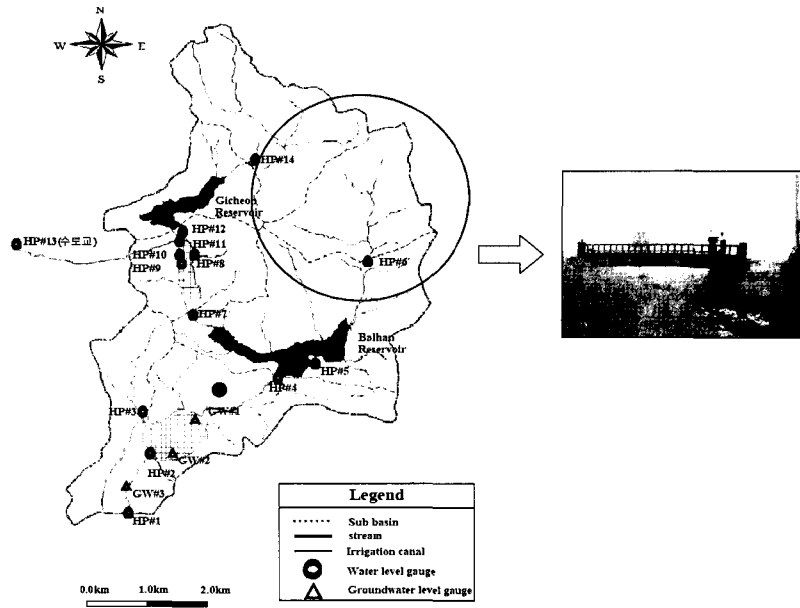 N
W E
S
HP#14
Gicheon
Reservoir
HP#12
HP#13(수로교)
HP#11
HP#10
HP#8
HP#9
HP#6
HP#7
Balhan
Reservoir
HP#5
HP#4
GW#1
HP#3
GW#2
HP#2
GW#3
HP#1
Legend
Sub basin
stream
Irrigation canal
Water level gauge
Groundwater level gauge
0.0km 1.0km 2.0km